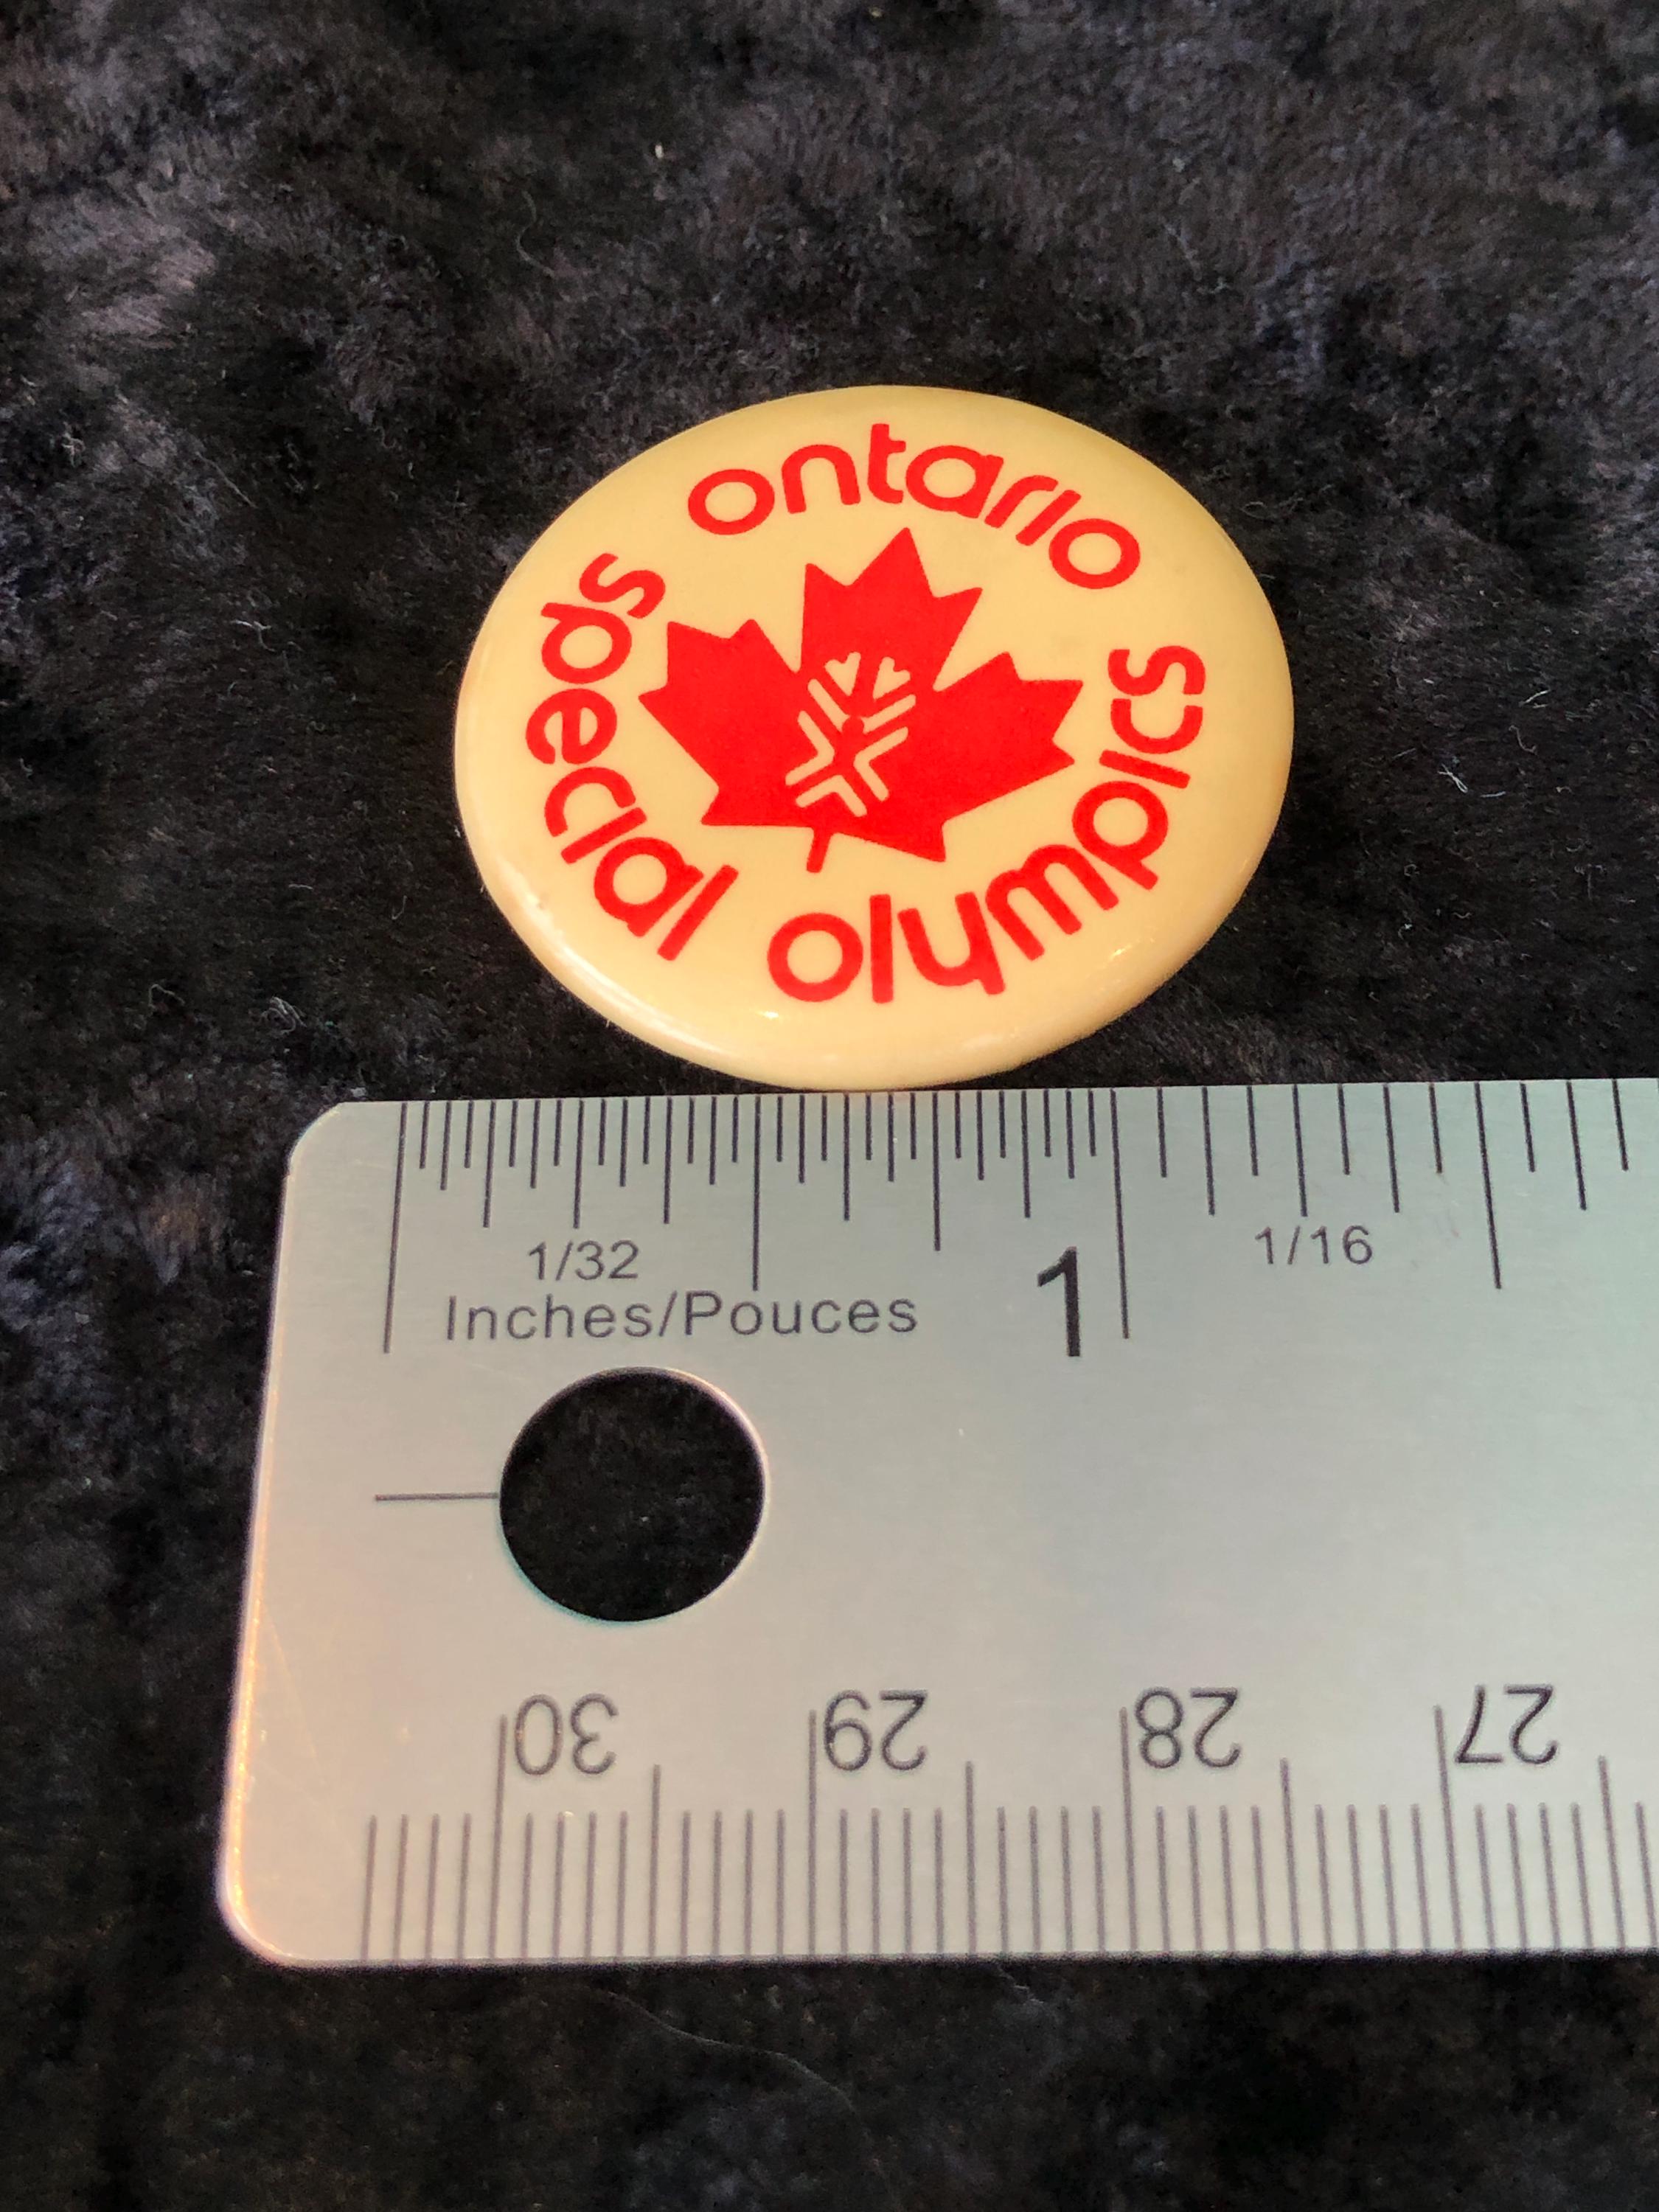 ontario
special olympics
1/32
1/16
Inches/Pouces
1
30 29 28 27